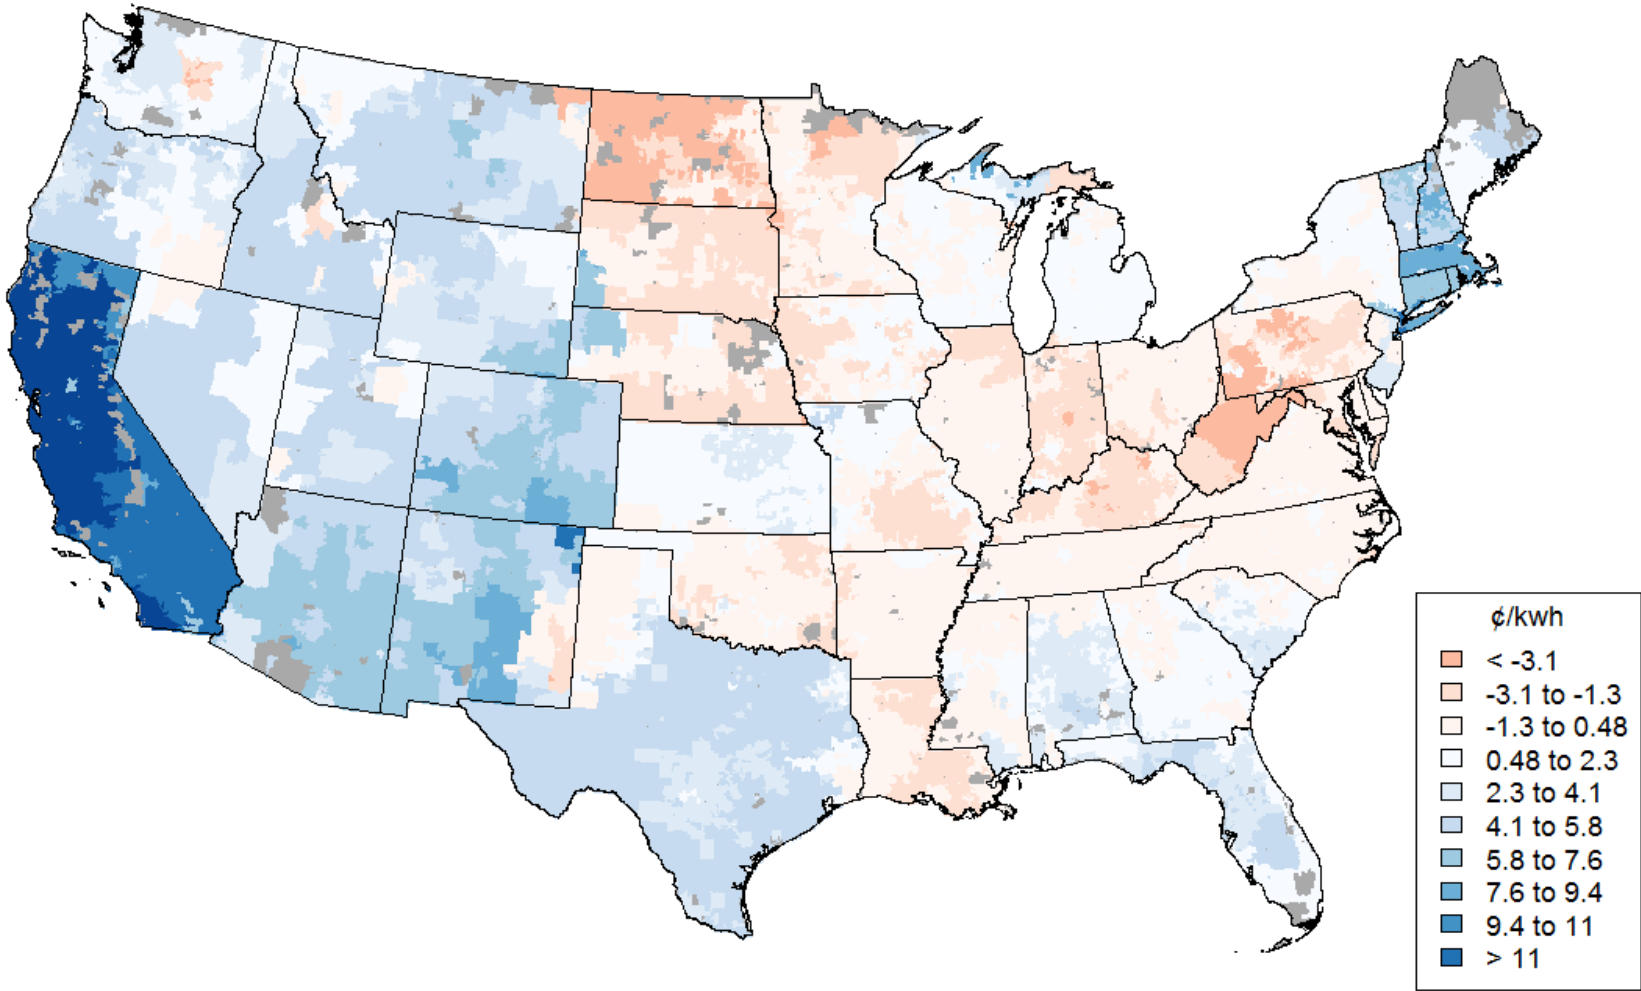 ¢/kwh
< -3.1
-3.1 to -1.3
-1.3 to 0.48
0.48 to 2.3
2.3 to 4.1
4.1 to 5.8
5.8 to 7.6
7.6 to 9.4
9.4 to 11
> 11